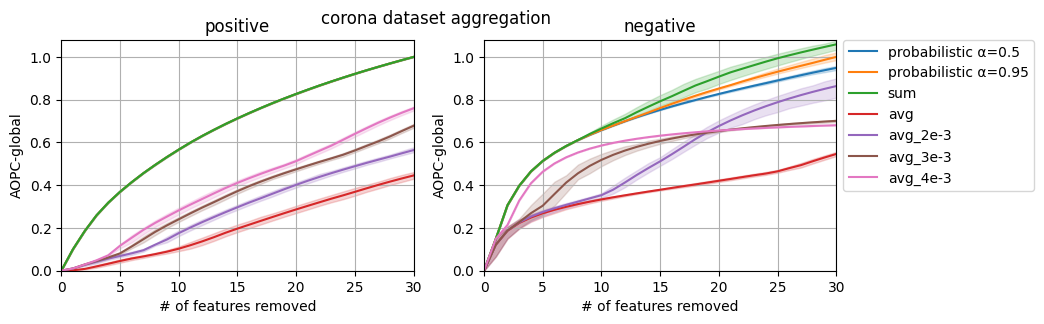 corona dataset aggregation
positive
AOPC-global
1.0
0.8
0.6
0.4
0.2
0.0
0 5 10 15 20 25 30
# of features removed
negative
AOPC-global
1.0
0.8
0.6
0.4
0.2
0.0
0 5 10 15 20 25 30
# of features removed
probabilistic α=0.5
probabilistic α=0.95
sum
avg
avg_2e-3
avg_3e-3
avg_4e-3